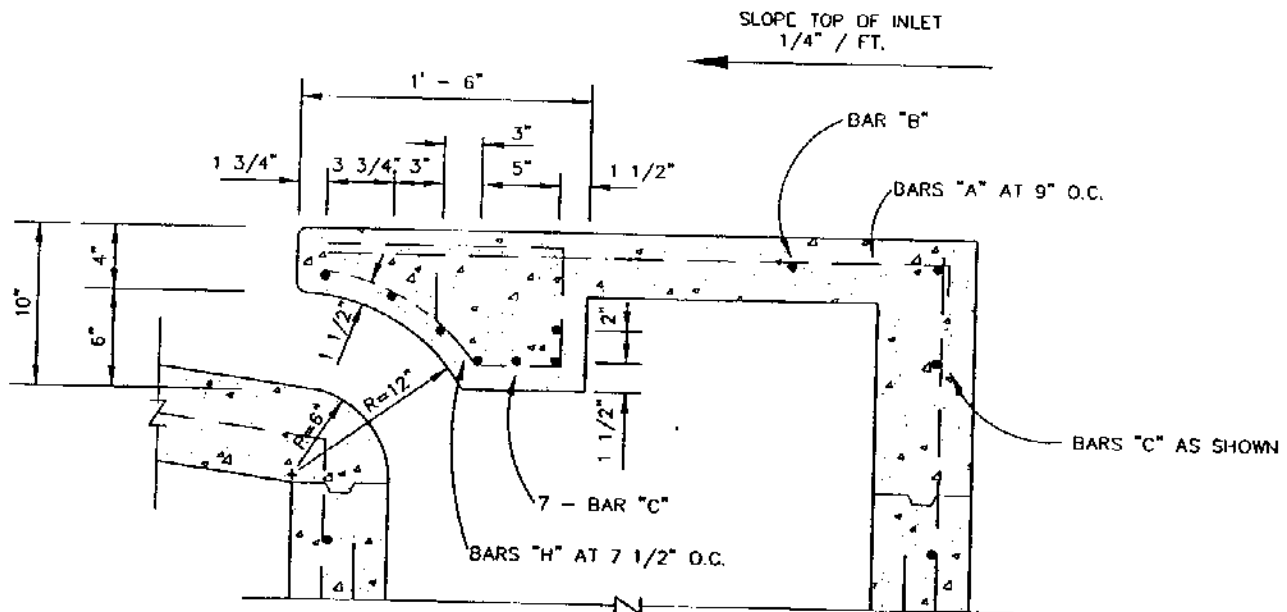 SLOPE TOP OF INLET
1/4" / FT.
1' - 6"
BAR "B"
3"
1 3/4"
3 3/4"
3"
5"
1 1/2"
BARS "A" AT 9" O.C.
4"
10"
6"
2"
1 1/2"
R=12"
R=6"
1 1/2"
BARS "C" AS SHOWN
7 - BAR "C"
BARS "H" AT 7 1/2" O.C.